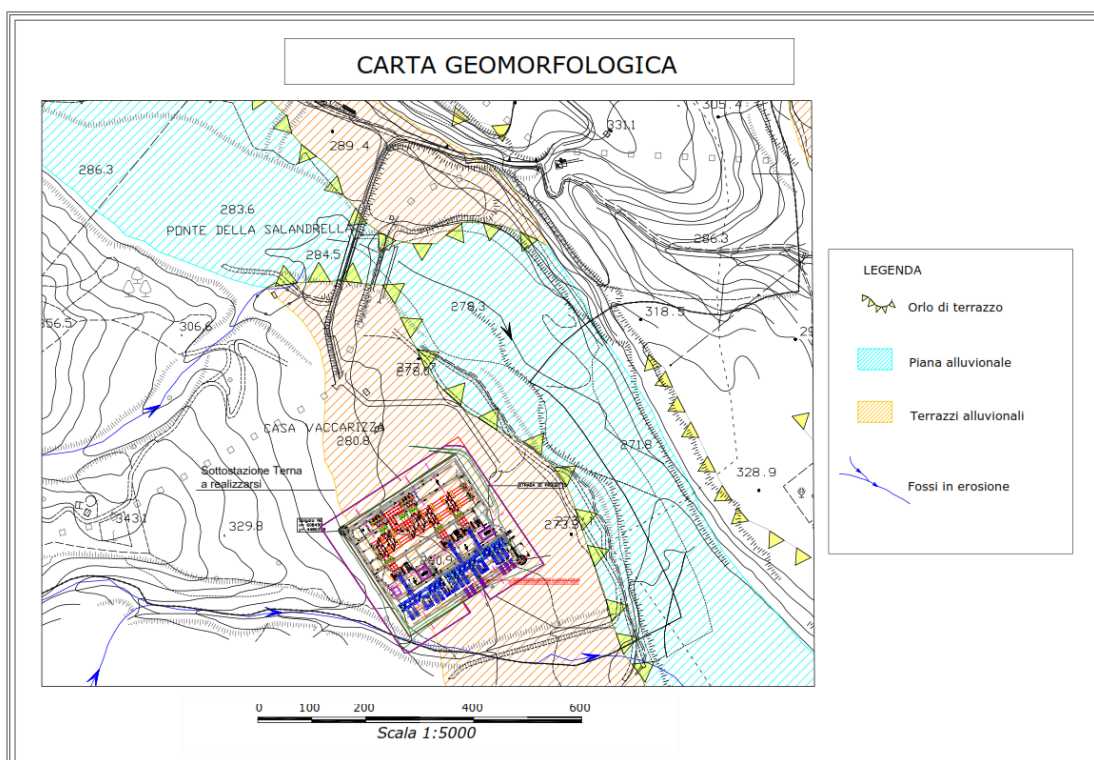 CARTA GEOMORFOLOGICA
305.4
331.1
289.4
286.3
283.6
PONTE DELLA SALANDRELLA
286.3
284.5
278.3
318.5
356.5
306.6
278.0
CASA VACCARIZZA
280.8
271.8
Sottostazione Terna
a realizzarsi
328.9
343.1
329.8
280.9
LEGENDA
Orlo di terrazzo
Piana alluvionale
Terrazzi alluvionali
Fossi in erosione
0 100 200 400 600
Scala 1:5000